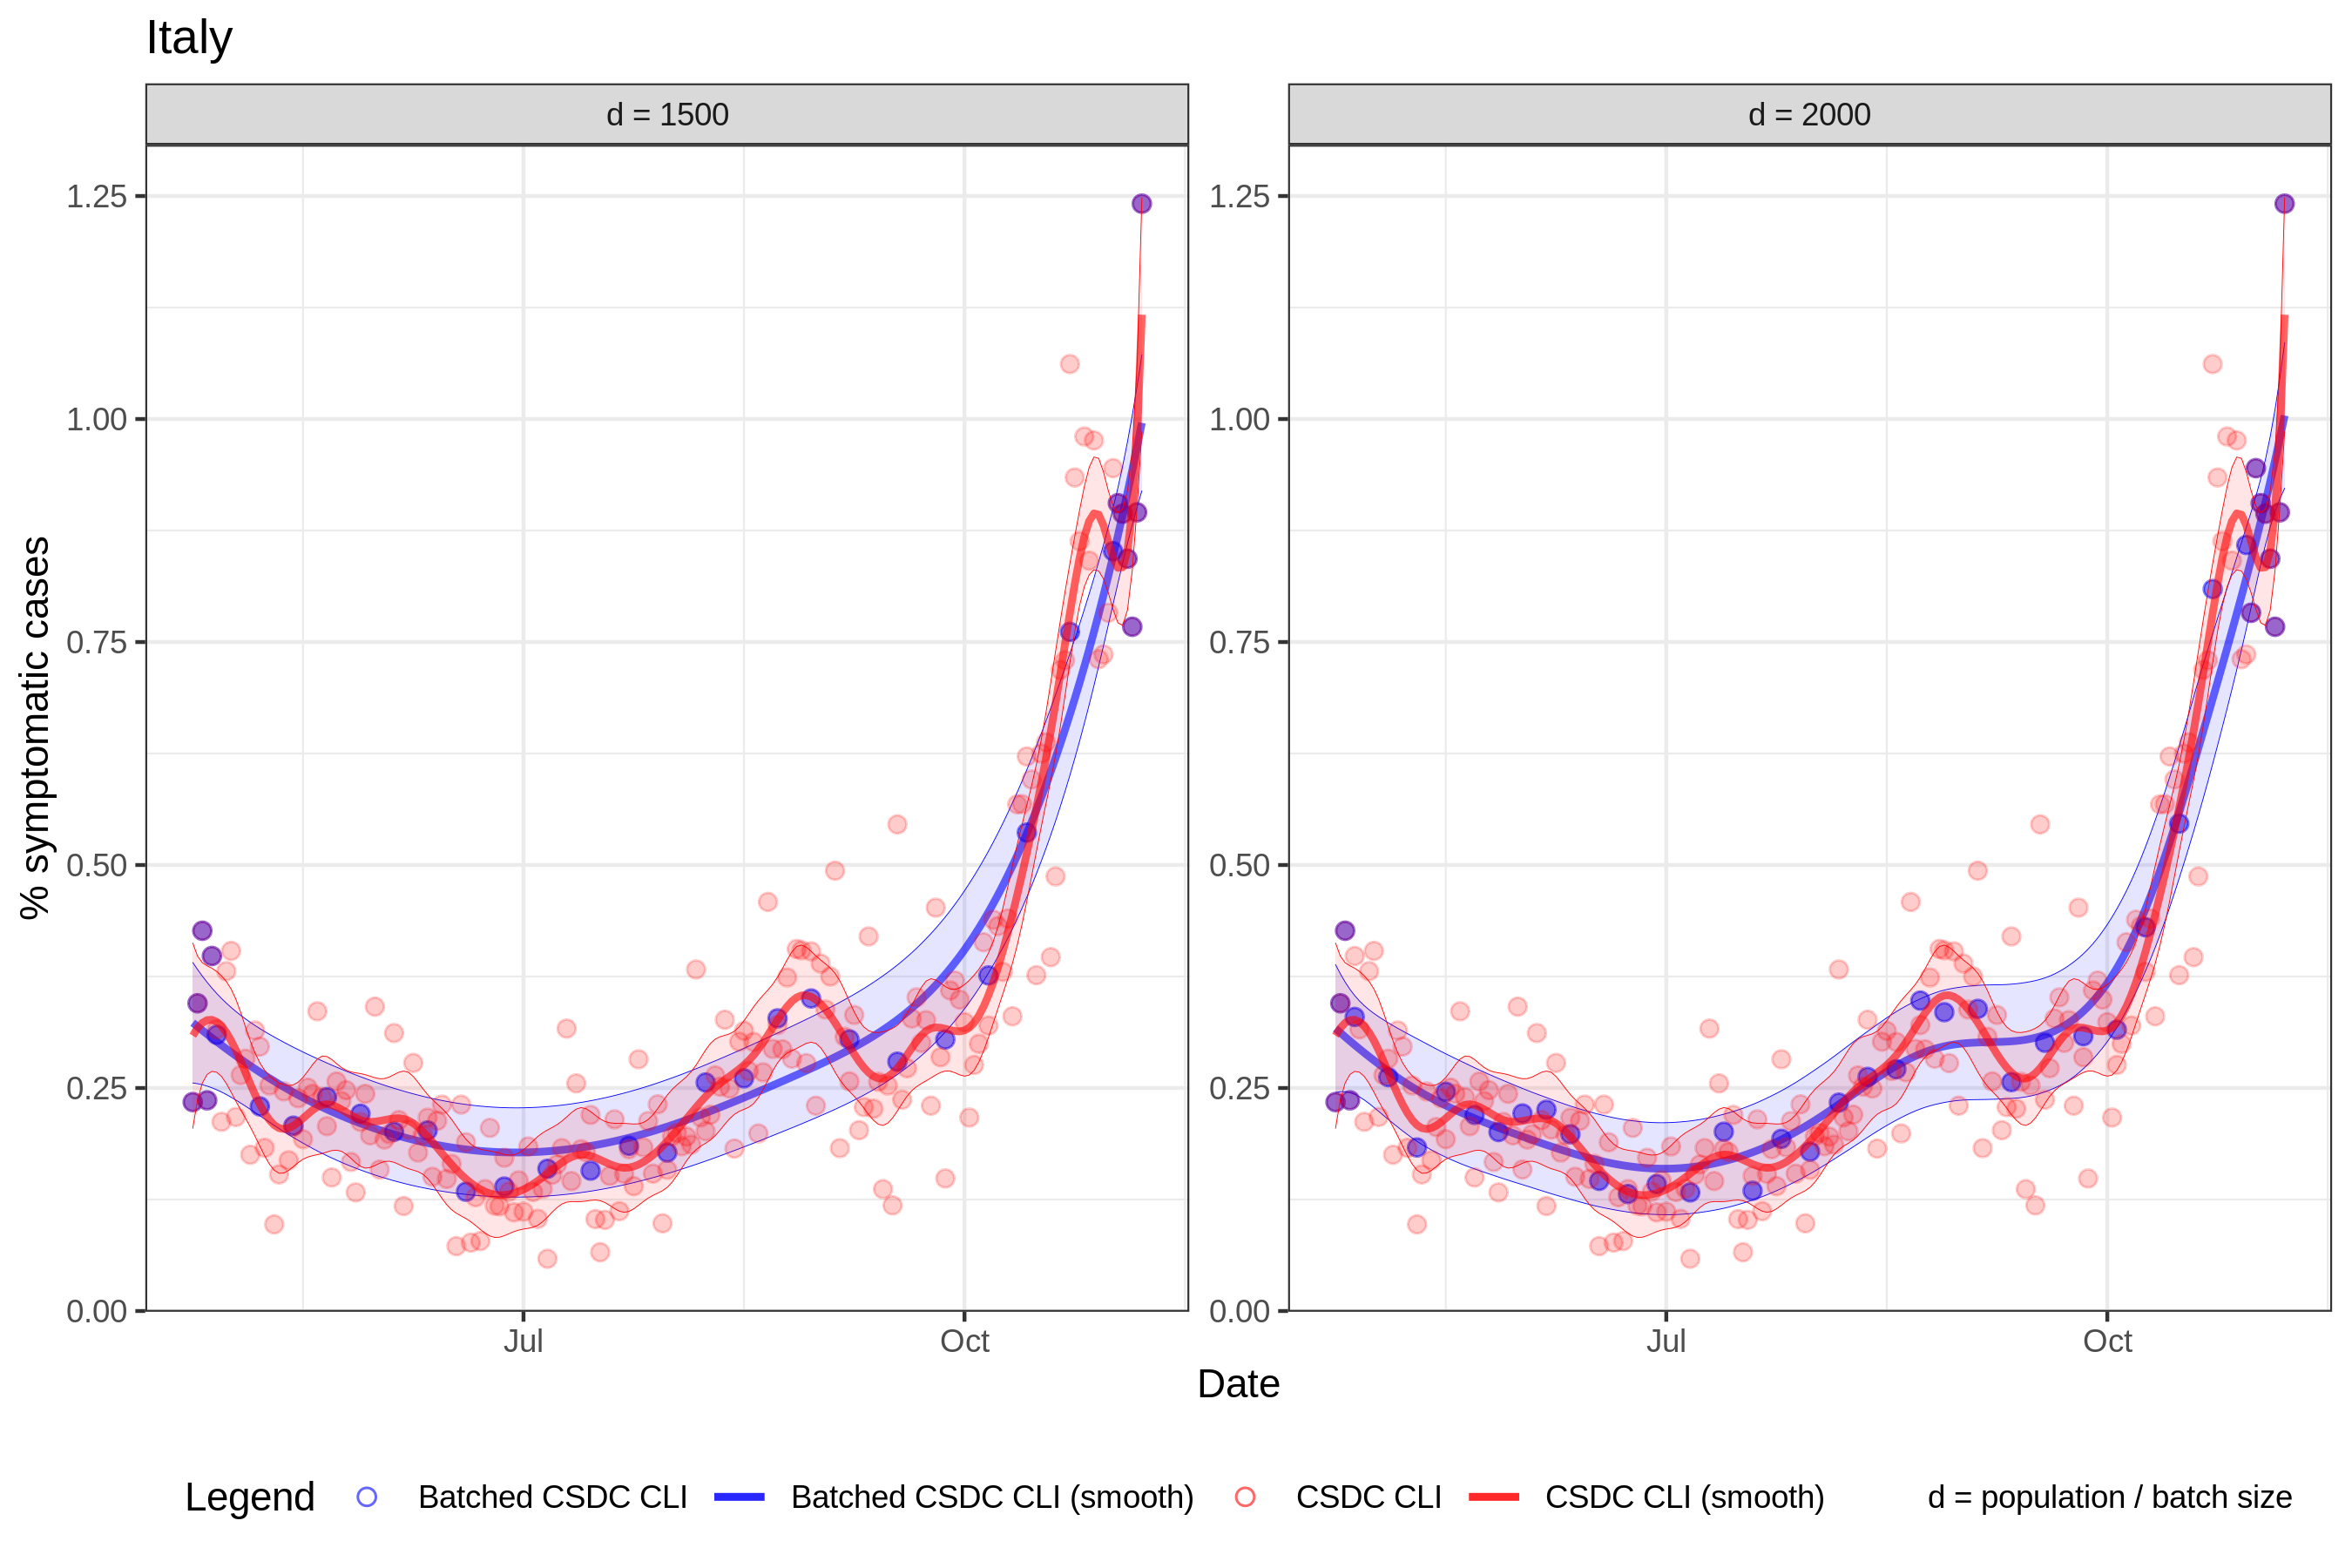 Italy
d = 1500
d = 2000
% symptomatic cases
1.25
1.00
0.75
0.50
0.25
0.00
1.25
1.00
0.75
0.50
0.25
0.00
Jul
Oct
Jul
Oct
Date
Legend
Batched CSDC CLI
Batched CSDC CLI (smooth)
CSDC CLI
CSDC CLI (smooth)
d = population / batch size